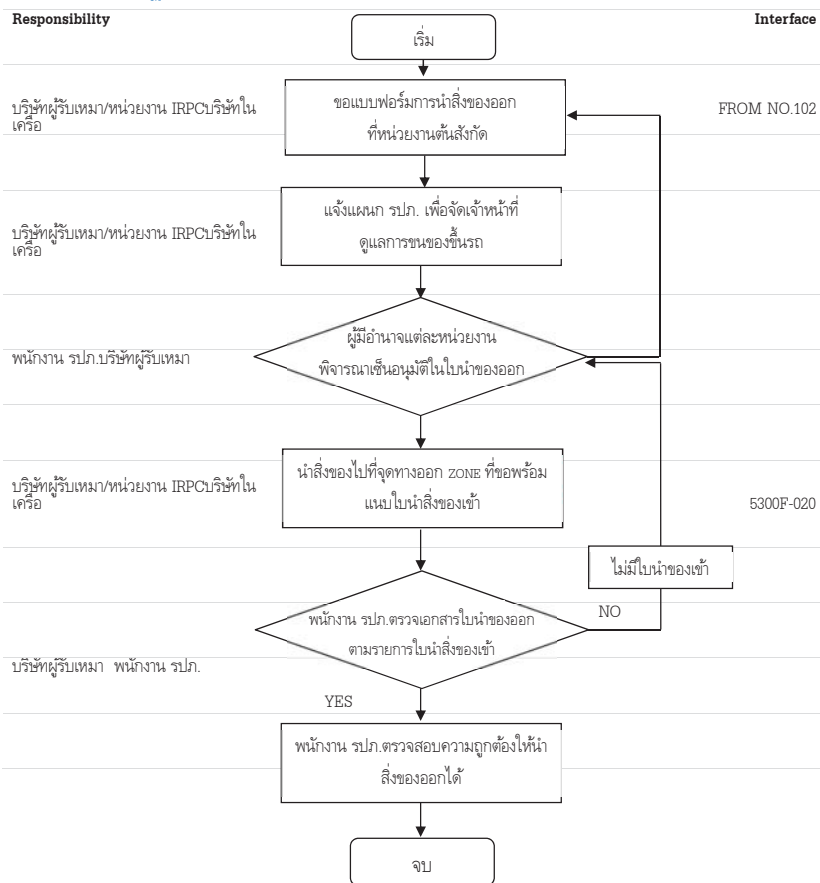 Responsibility
Interface
เริ่ม
บริษัทผู้รับเหมา/หน่วยงาน IRPCบริษัทใน
เครือ
ขอแบบฟอร์มการนำสิ่งของออก
ที่หน่วยงานต้นสังกัด
FROM NO.102
บริษัทผู้รับเหมา/หน่วยงาน IRPCบริษัทใน
เครือ
แจ้งแผนก รปภ. เพื่อจัดเจ้าหน้าที่
ดูแลการขนของขึ้นรถ
พนักงาน รปภ.บริษัทผู้รับเหมา
ผู้มีอำนาจแต่ละหน่วยงาน
พิจารณาเซ็นอนุมัติในใบนำของออก
บริษัทผู้รับเหมา/หน่วยงาน IRPCบริษัทใน
เครือ
นำสิ่งของไปที่จุดทางออก ZONE ที่ขอพร้อม
แนบใบนำสิ่งของเข้า
5300F-020
ไม่มีใบนำของเข้า
NO
พนักงาน รปภ.ตรวจเอกสารใบนำของออก
ตามรายการใบนำสิ่งของเข้า
บริษัทผู้รับเหมา พนักงาน รปภ.
YES
พนักงาน รปภ.ตรวจสอบความถูกต้องให้นำ
สิ่งของออกได้
จบ